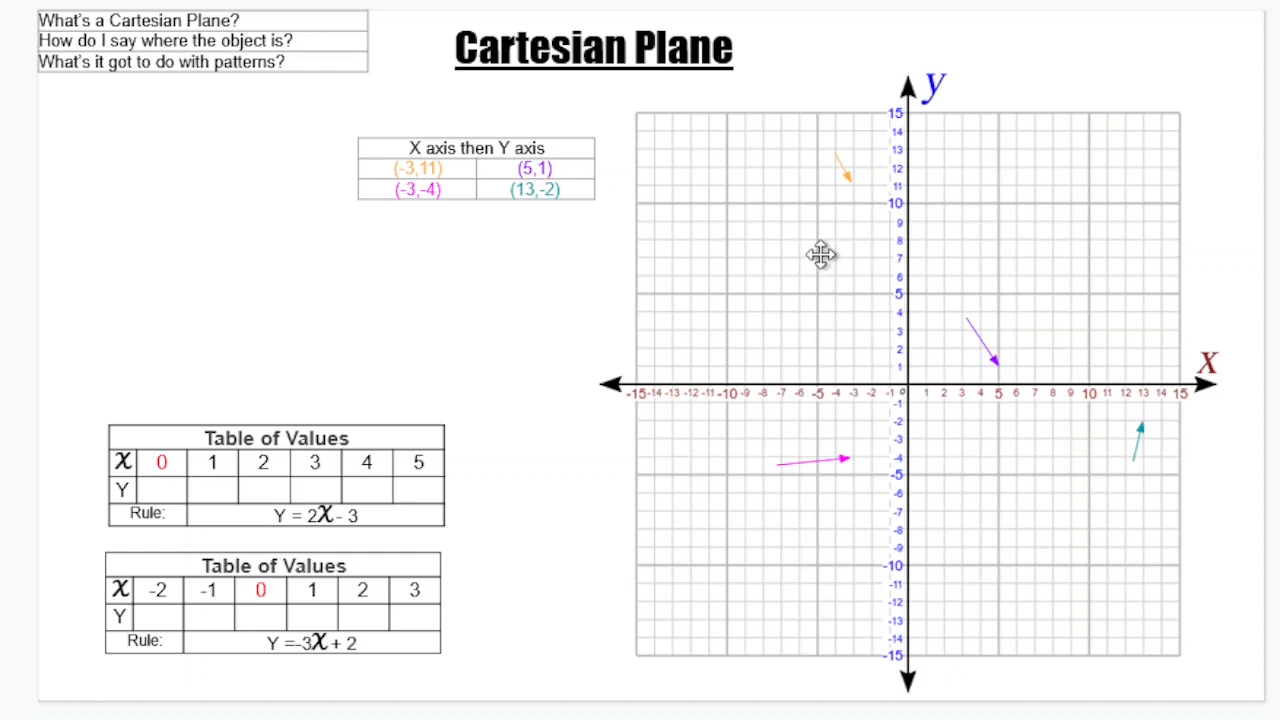 What's a Cartesian Plane?
How do I say where the object is?
What's it got to do with patterns?
Cartesian Plane
X axis then Y axis
(-3,11) (5,1)
(-3,-4) (13,-2)
Table of Values
X 0 1 2 3 4 5
Y
Rule: Y = 2X - 3
Table of Values
X -2 -1 0 1 2 3
Y
Rule: Y =-3X + 2
y
15
14
13
12
11
10
9
8
7
6
5
4
3
2
1
X
-15 -14 -13 -12 -11 -10 -9 -8 -7 -6 -5 -4 -3 -2 -1 0 1 2 3 4 5 6 7 8 9 10 11 12 13 14 15
-1
-2
-3
-4
-5
-6
-7
-8
-9
-10
-11
-12
-13
-14
-15